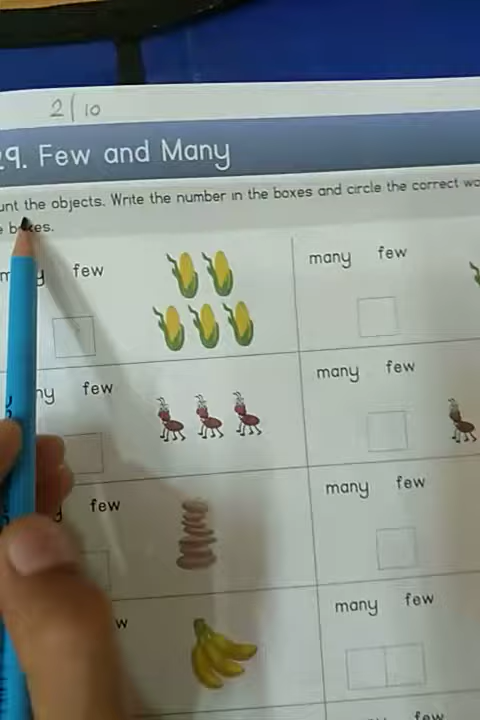 2/10
29. Few and Many
the objects. Write the number in the boxes and circle the correct
few
many few
few
many few
few
many few
many few
few